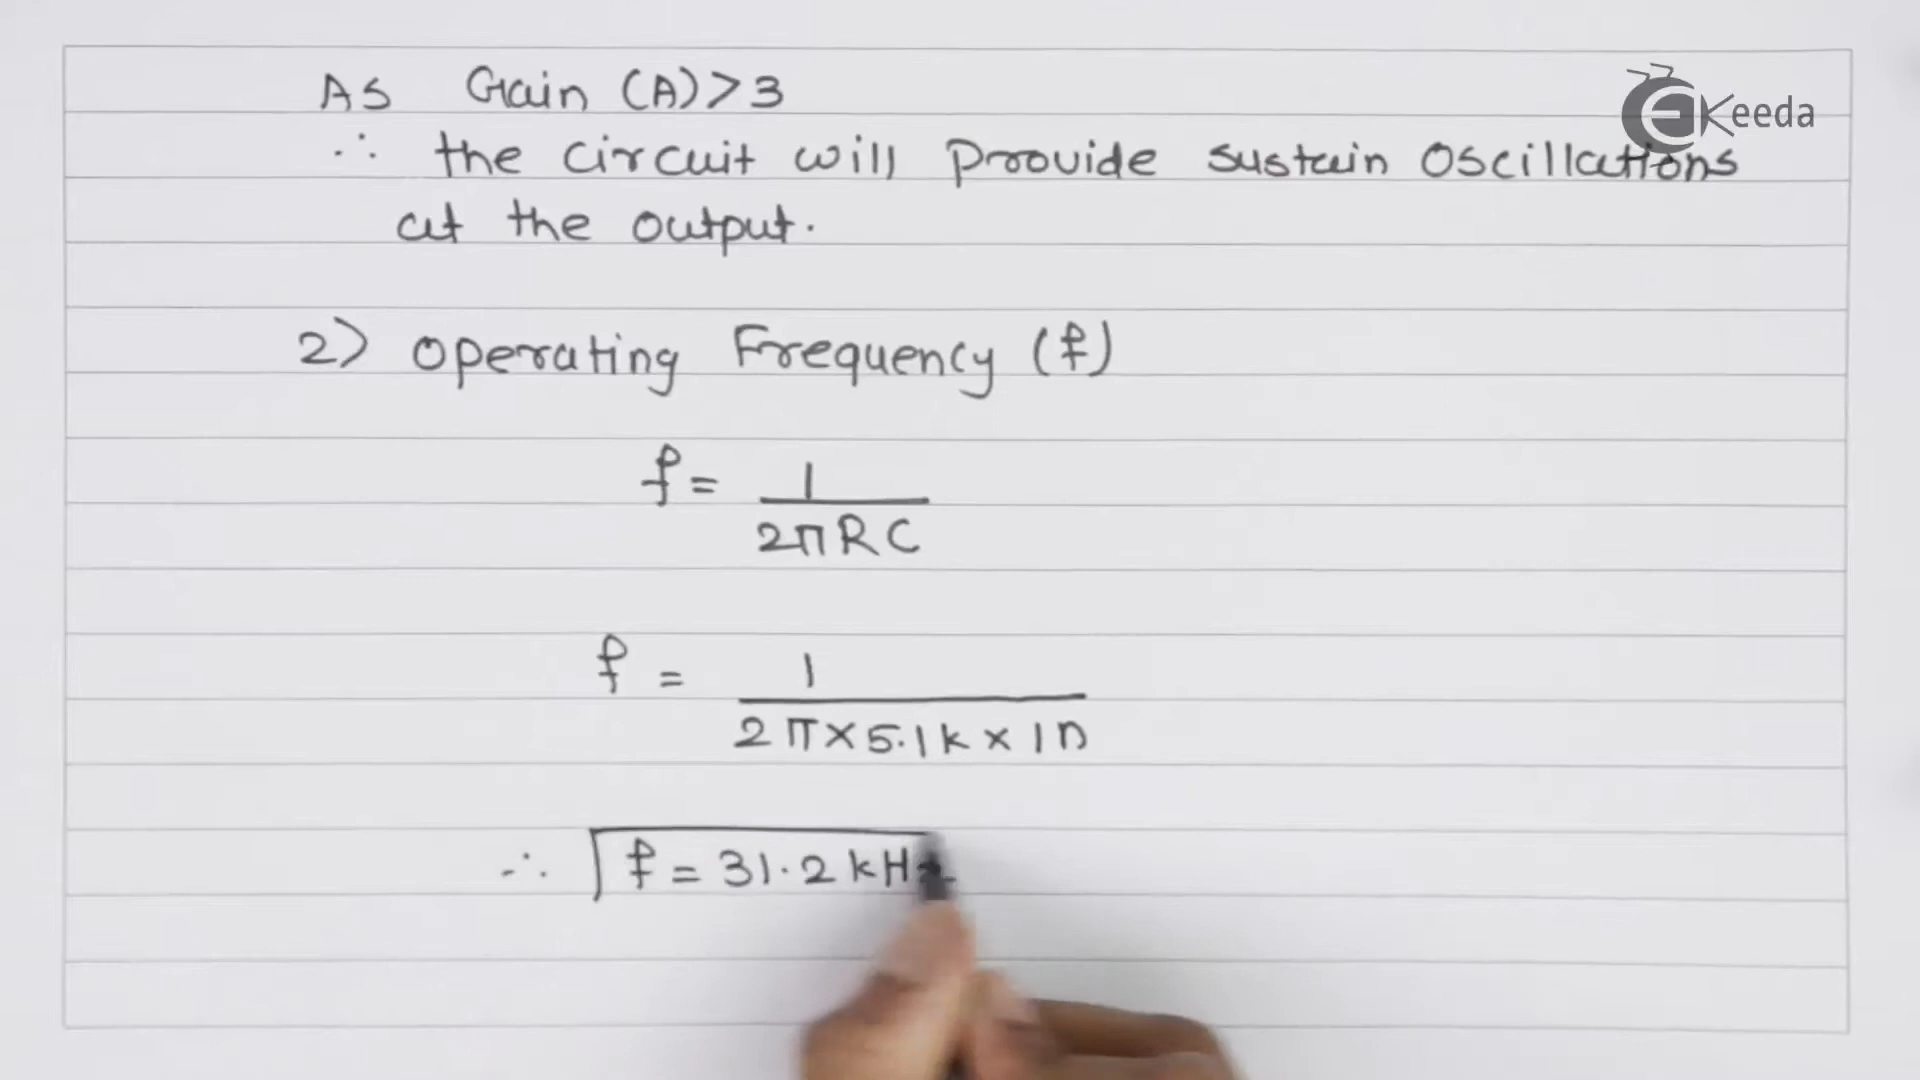 As Gain (A)>3
EKeeda
∴ the circuit will provide sustain oscillations
at the output.
2) Operating Frequency (f)
f = 1
2πRC
f = 1
2π×5.1k×1n
∴ f = 31.2 kHz